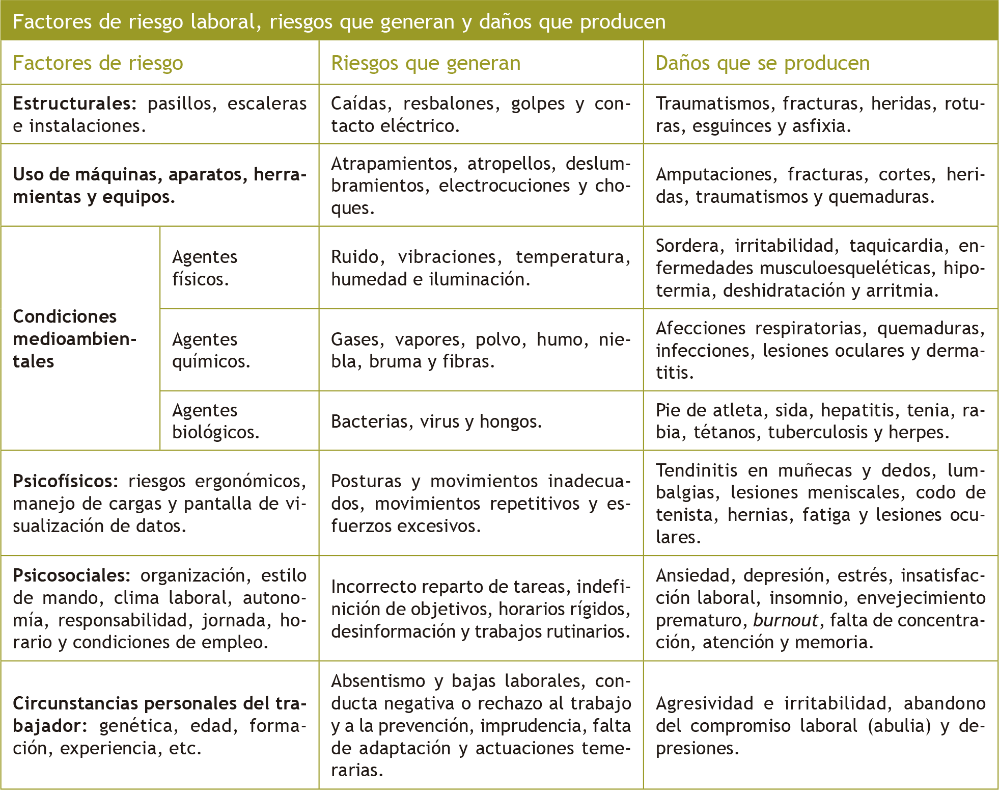 Factores de riesgo laboral, riesgos que generan y daños que producen
Factores de riesgo
Riesgos que generan
Daños que se producen
Estructurales: pasillos, escaleras
e instalaciones.
Caídas, resbalones, golpes y con-
tacto eléctrico.
Traumatismos, fracturas, heridas, rotu-
ras, esguinces y asfixia.
Uso de máquinas, aparatos, herra-
mientas y equipos.
Atrapamientos, atropellos, deslum-
bramientos, electrocuciones y cho-
ques.
Amputaciones, fracturas, cortes, heri-
das, traumatismos y quemaduras.
Condiciones
medioambien-
tales
Agentes
físicos.
Ruido, vibraciones, temperatura,
humedad e iluminación.
Sordera, irritabilidad, taquicardia, en-
fermedades musculoesqueléticas, hipo-
termia, deshidratación y arritmia.
Agentes
químicos.
Gases, vapores, polvo, humo, nie-
bla, bruma y fibras.
Afecciones respiratorias, quemaduras,
infecciones, lesiones oculares y derma-
titis.
Agentes
biológicos.
Bacterias, virus y hongos.
Pie de atleta, sida, hepatitis, tenia, ra-
bia, tétanos, tuberculosis y herpes.
Psicofísicos: riesgos ergonómicos,
manejo de cargas y pantalla de vi-
sualización de datos.
Posturas y movimientos inadecua-
dos, movimientos repetitivos y es-
fuerzos excesivos.
Tendinitis en muñecas y dedos, lum-
balgias, lesiones meniscales, codo de
tenista, hernias, fatiga y lesiones ocu-
lares.
Psicosociales: organización, estilo
de mando, clima laboral, autono-
mía, responsabilidad, jornada, ho-
rario y condiciones de empleo.
Incorrecto reparto de tareas, indefi-
nición de objetivos, horarios rígidos,
desinformación y trabajos rutinarios.
Ansiedad, depresión, estrés, insatisfac-
ción laboral, insomnio, envejecimiento
prematuro, burnout, falta de concentra-
ción, atención y memoria.
Circunstancias personales del tra-
bajador: genética, edad, forma-
ción, experiencia, etc.
Absentismo y bajas laborales, con-
ducta negativa o rechazo al trabajo
y a la prevención, imprudencia, falta
de adaptación y actuaciones teme-
rarias.
Agresividad e irritabilidad, abandono
del compromiso laboral (abulia) y de-
presiones.